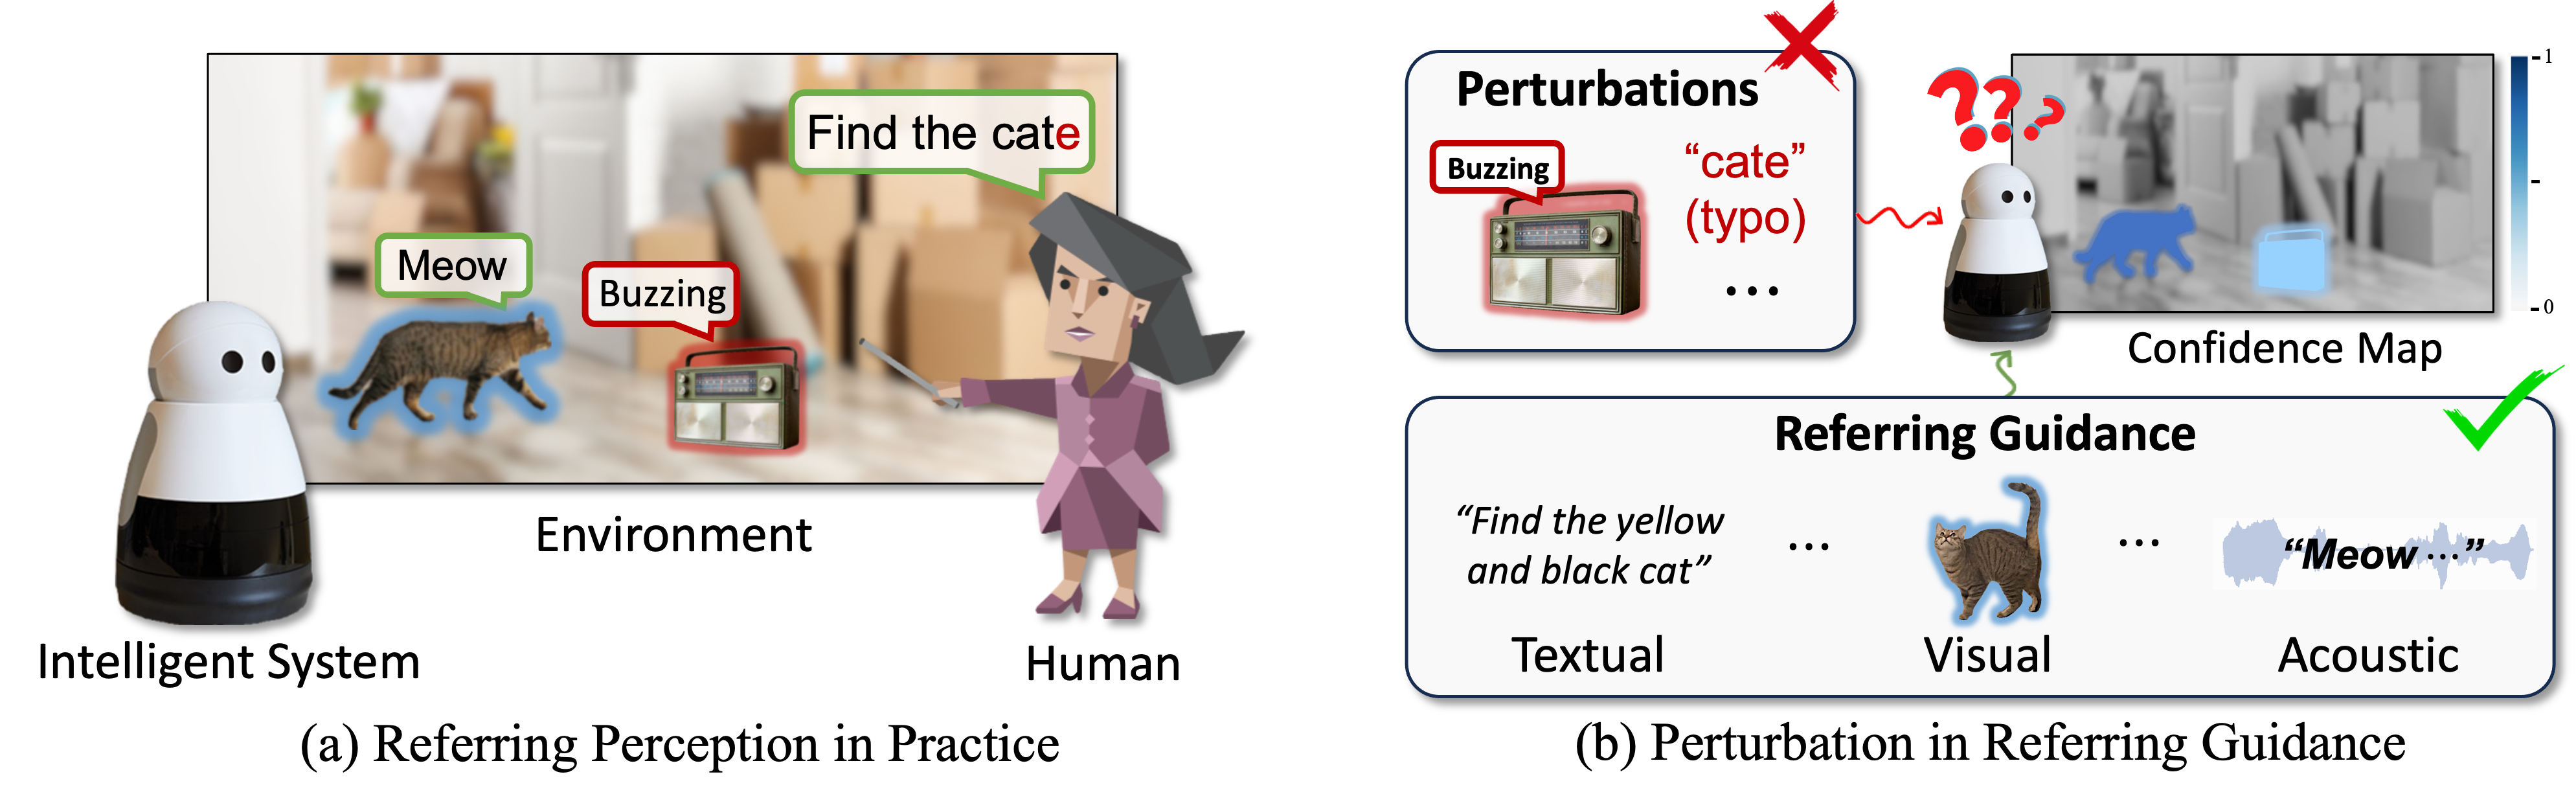 Find the cate
Meow
Buzzing
Environment
Intelligent System
Human
(a) Referring Perception in Practice
Perturbations
Buzzing
“cate”
(typo)
...
1
0
Confidence Map
Referring Guidance
“Find the yellow
and black cat”
...
...
“Meow ...”
Textual
Visual
Acoustic
(b) Perturbation in Referring Guidance
???